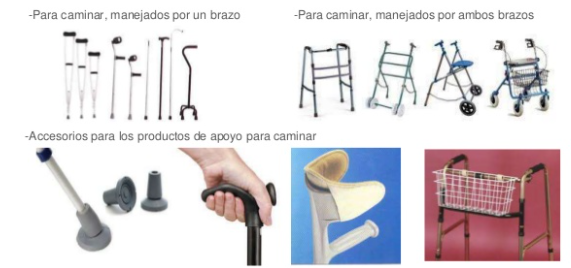 -Para caminar, manejados por un brazo
-Para caminar, manejados por ambos brazos
-Accesorios para los productos de apoyo para caminar